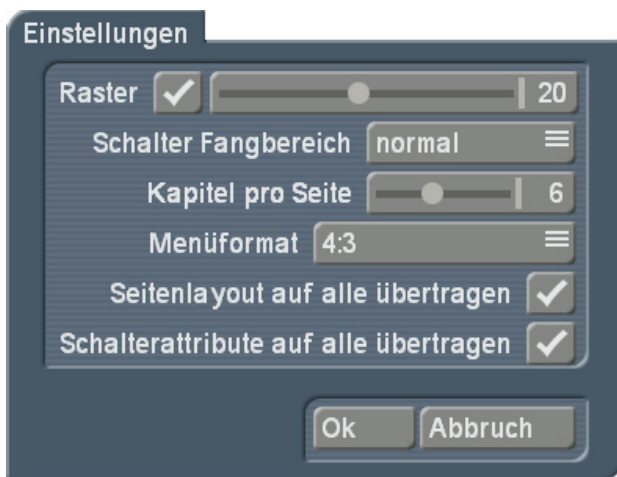 Einstellungen
Raster 20
Schalter Fangbereich normal
Kapitel pro Seite 6
Menüformat 4:3
Seitenlayout auf alle übertragen
Schalterattribute auf alle übertragen
Ok Abbruch